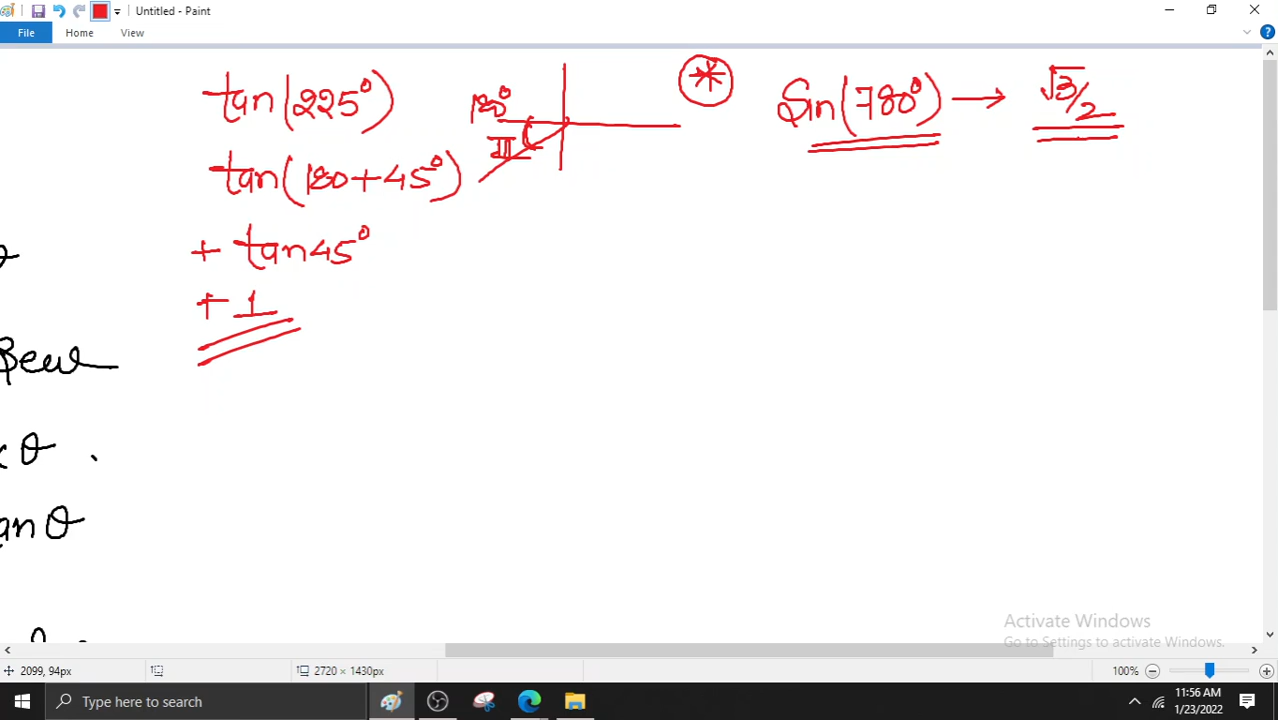 Untitled - Paint
File Home View
tan(225°)
180°
III
tan(180+45°)
+ tan45°
+ 1
*
Sin(780°) → √3/2
θ
θ .
anθ
Activate Windows
Go to Settings to activate Windows.
2099, 94px
2720 × 1430px
100%
Type here to search
11:56 AM
1/23/2022